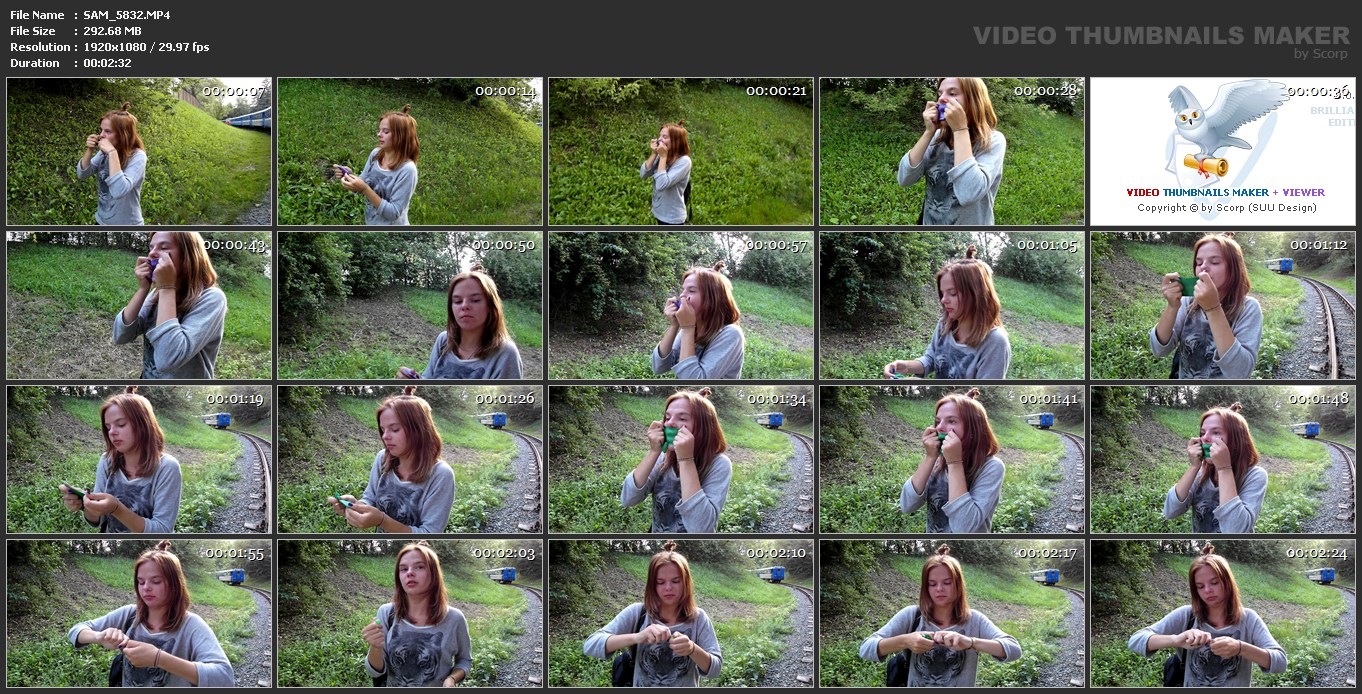 File Name : SAM_5832.MP4
File Size : 292.68 MB
Resolution : 1920x1080 / 29.97 fps
Duration : 00:02:32
VIDEO THUMBNAILS MAKER
by Scorp
00:00:07
00:00:14
00:00:21
00:00:28
00:00:36
BRILLIA
EDIT
VIDEO THUMBNAILS MAKER + VIEWER
Copyright © by Scorp (SUU Design)
00:00:43
00:00:50
00:00:57
00:01:05
00:01:12
00:01:19
00:01:26
00:01:34
00:01:41
00:01:48
00:01:55
00:02:03
00:02:10
00:02:17
00:02:24